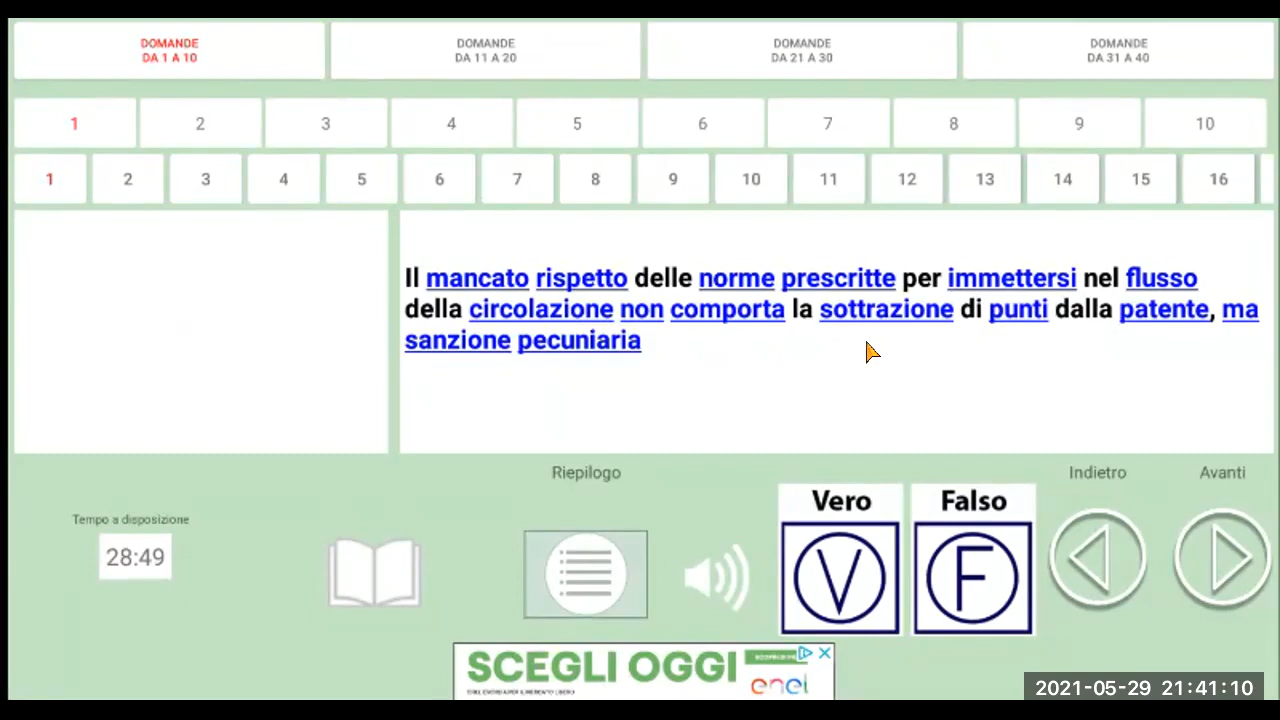 DOMANDE
DA 1 A 10
DOMANDE
DA 11 A 20
DOMANDE
DA 21 A 30
DOMANDE
DA 31 A 40
1 2 3 4 5 6 7 8 9 10
1 2 3 4 5 6 7 8 9 10 11 12 13 14 15 16
Il mancato rispetto delle norme prescritte per immettersi nel flusso
della circolazione non comporta la sottrazione di punti dalla patente, ma
sanzione pecuniaria
Riepilogo
Indietro
Avanti
Tempo a disposizione
28:49
Vero
V
Falso
F
SCEGLI OGGI
enel
2021-05-29 21:41:10